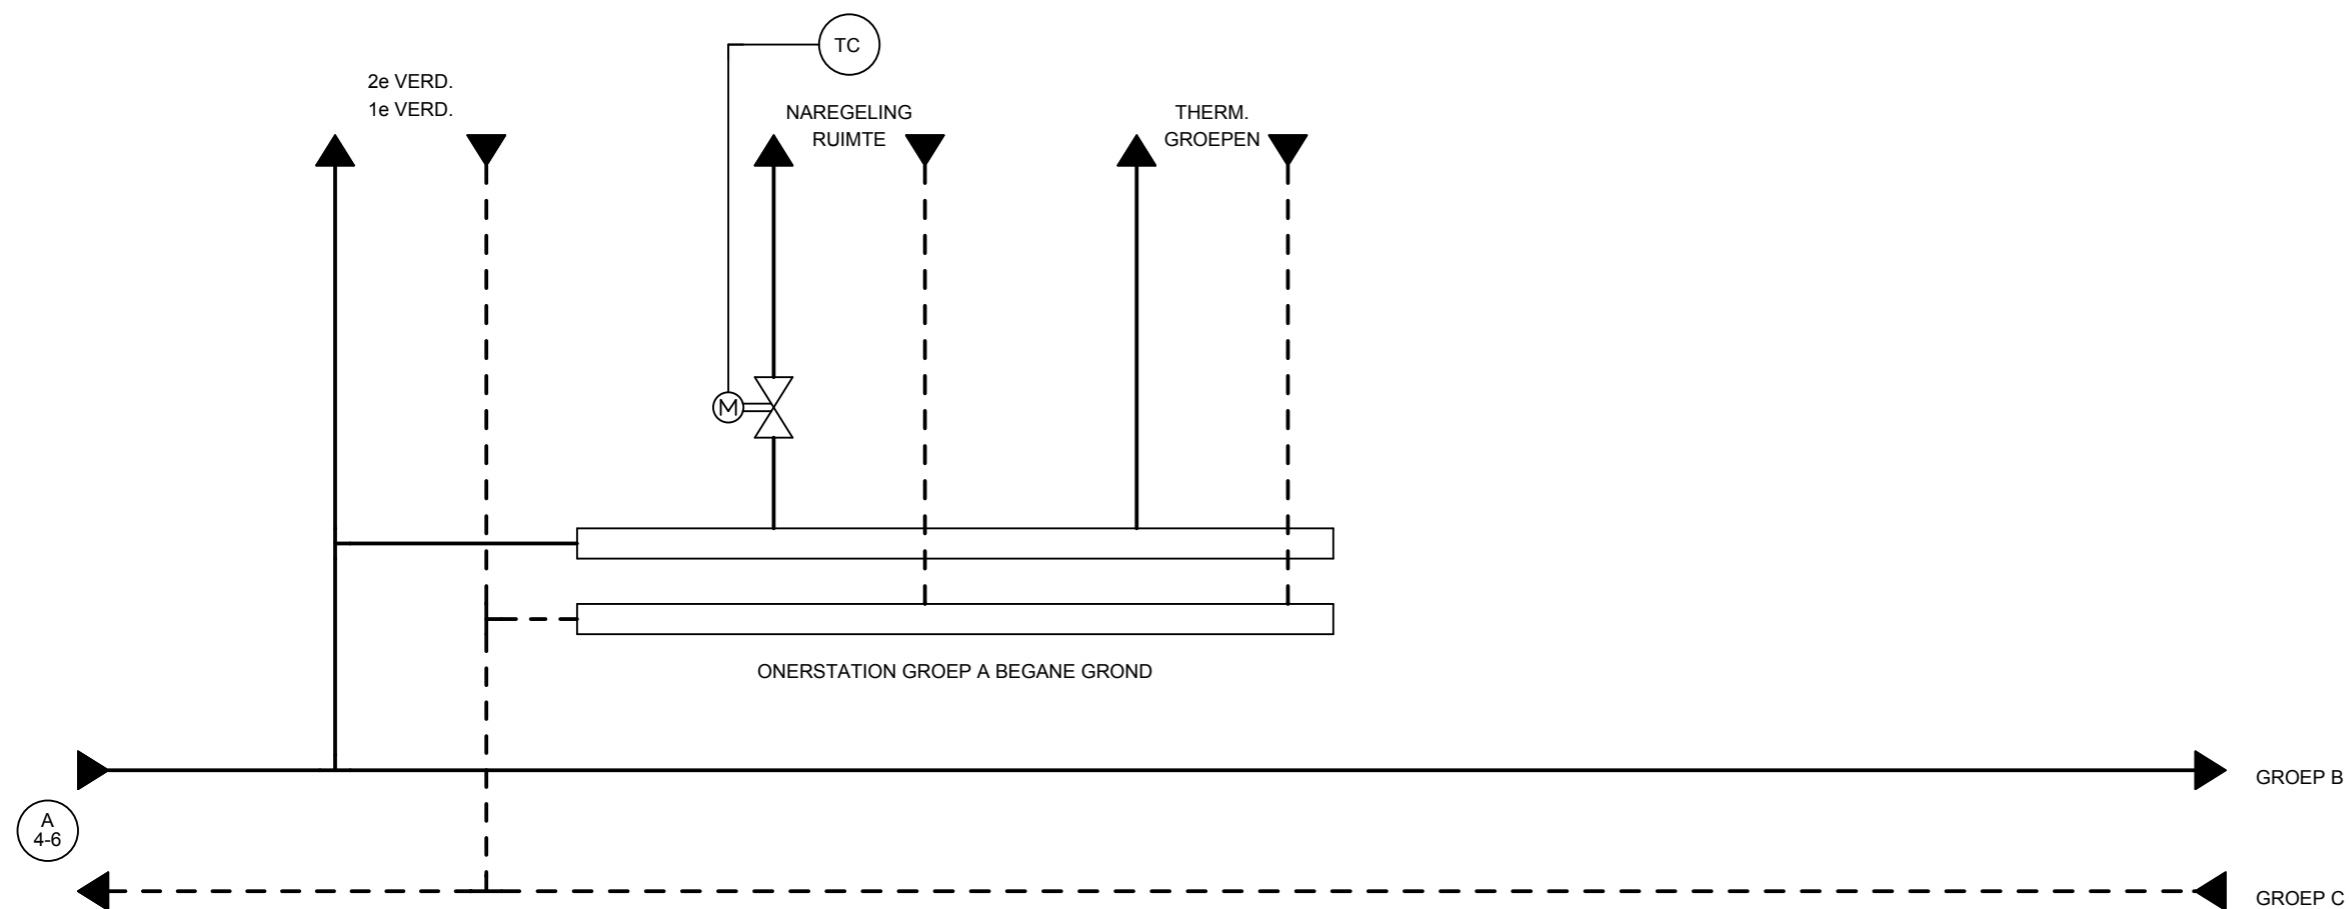 TC
2e VERD.
1e VERD.
NAREGELING
RUIMTE
THERM.
GROEPEN
M
ONERSTATION GROEP A BEGANE GROND
GROEP B
A
4-6
GROEP C